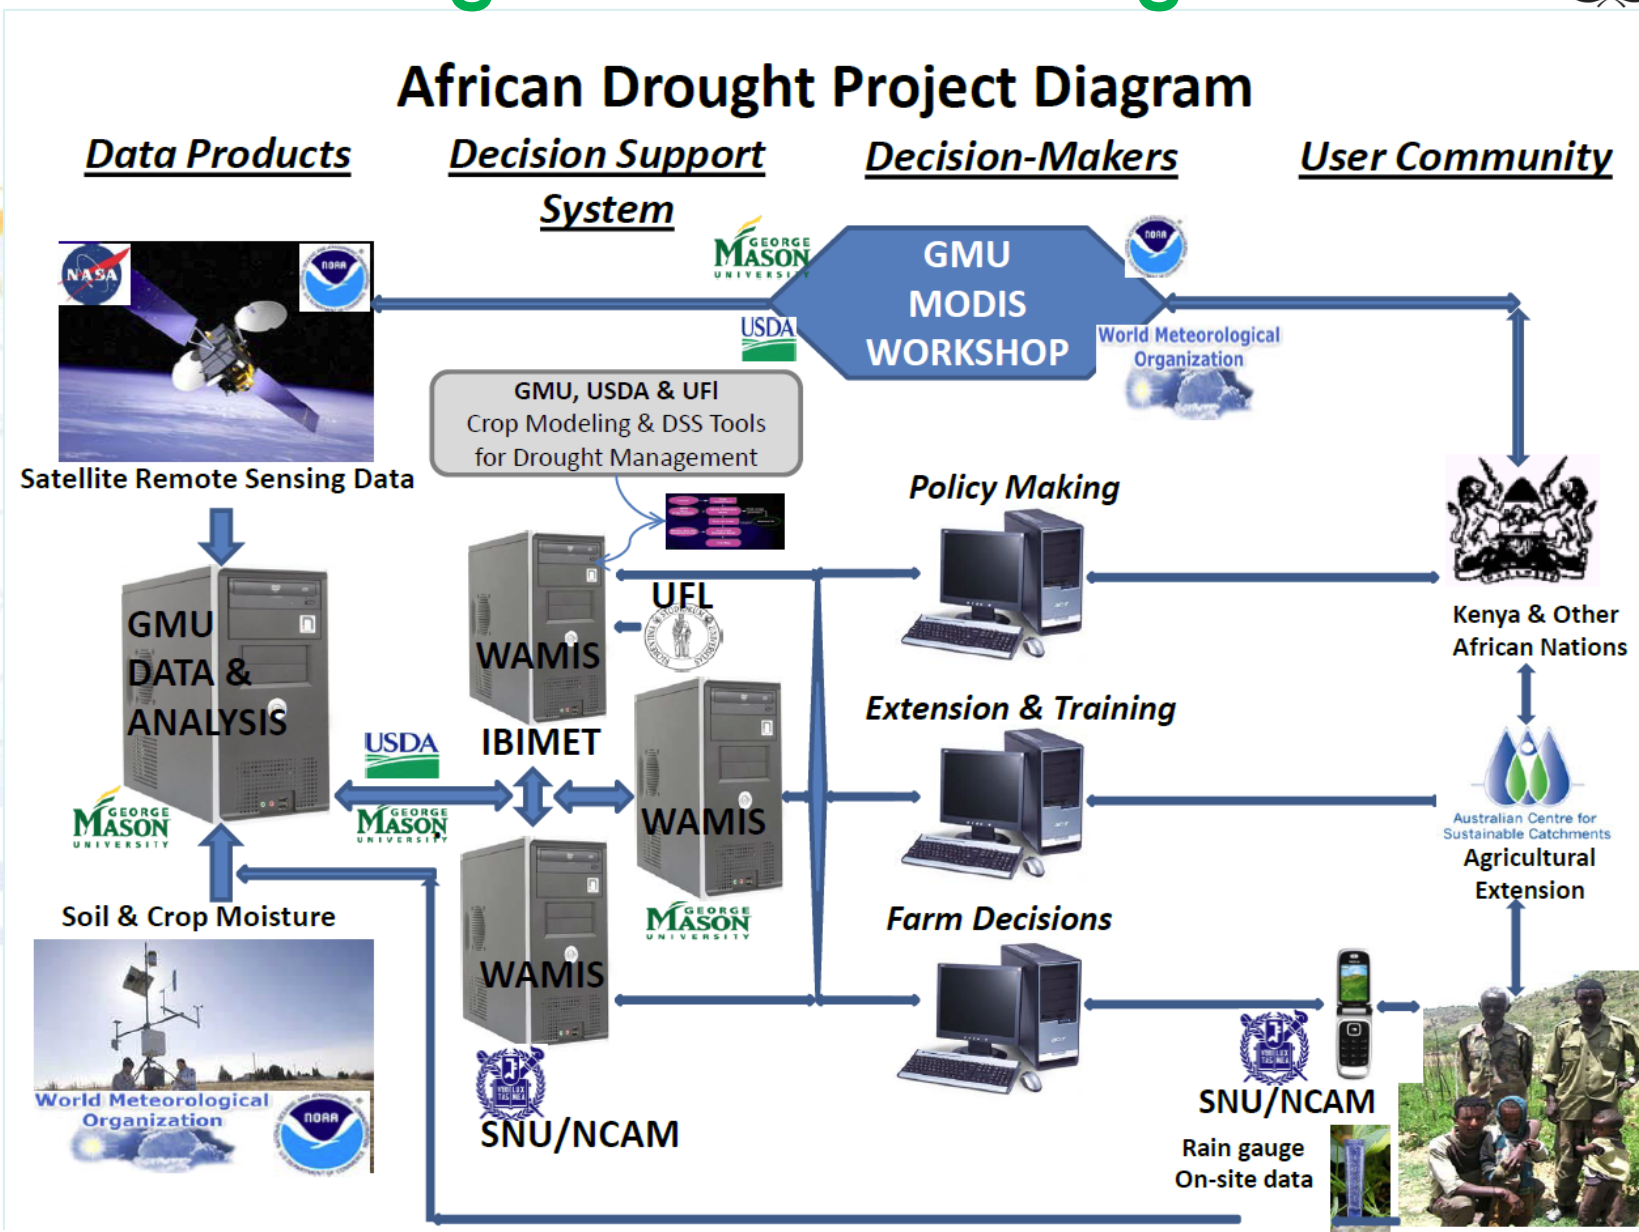 African Drought Project Diagram
Data Products
Decision Support
System
Decision-Makers
User Community
NASA
NOAA
GEORGE
MASON
UNIVERSITY
USDA
GMU
MODIS
WORKSHOP
NOAA
World Meteorological
Organization
GMU, USDA & UFl
Crop Modeling & DSS Tools
for Drought Management
Satellite Remote Sensing Data
GMU
DATA &
ANALYSIS
GEORGE
MASON
UNIVERSITY
USDA
GEORGE
MASON
UNIVERSITY
UFL
WAMIS
IBIMET
WAMIS
GEORGE
MASON
UNIVERSITY
WAMIS
SNU/NCAM
Policy Making
Extension & Training
Farm Decisions
Kenya & Other
African Nations
Australian Centre for
Sustainable Catchments
Agricultural
Extension
SNU/NCAM
Rain gauge
On-site data
Soil & Crop Moisture
World Meteorological
Organization
NOAA